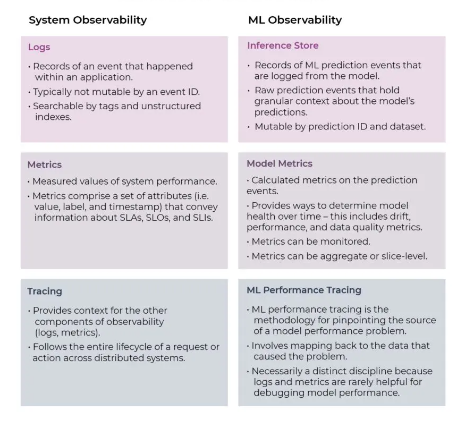 System Observability
ML Observability
Logs
• Records of an event that happened
within an application.
• Typically not mutable by an event ID.
• Searchable by tags and unstructured
indexes.
Inference Store
• Records of ML prediction events that
are logged from the model.
• Raw prediction events that hold
granular context about the model's
predictions.
• Mutable by prediction ID and dataset.
Metrics
• Measured values of system performance.
• Metrics comprise a set of attributes (i.e.
value, label, and timestamp) that convey
information about SLAs, SLOs, and SLIs.
Model Metrics
• Calculated metrics on the prediction
events.
• Provides ways to determine model
health over time – this includes drift,
performance, and data quality metrics.
• Metrics can be monitored.
• Metrics can be aggregate or slice-level.
Tracing
• Provides context for the other
components of observability
(logs, metrics).
• Follows the entire lifecycle of a request or
action across distributed systems.
ML Performance Tracing
• ML performance tracing is the
methodology for pinpointing the source
of a model performance problem.
• Involves mapping back to the data that
caused the problem.
• Necessarily a distinct discipline because
logs and metrics are rarely helpful for
debugging model performance.